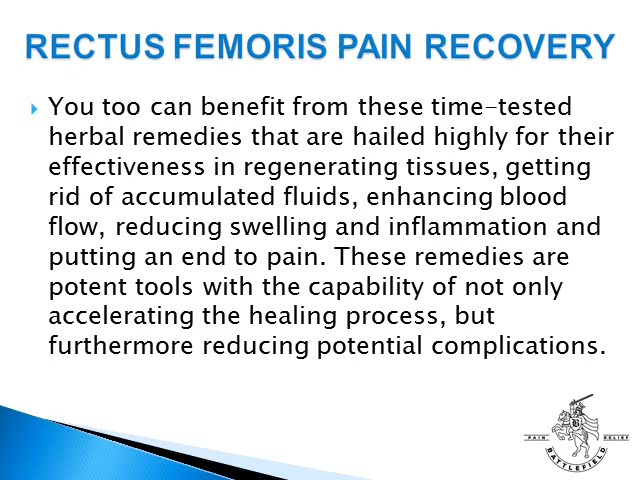 RECTUS FEMORIS PAIN RECOVERY
You too can benefit from these time-tested
herbal remedies that are hailed highly for their
effectiveness in regenerating tissues, getting
rid of accumulated fluids, enhancing blood
flow, reducing swelling and inflammation and
putting an end to pain. These remedies are
potent tools with the capability of not only
accelerating the healing process, but
furthermore reducing potential complications.
PAIN RELIEF
BATTLEFIELD